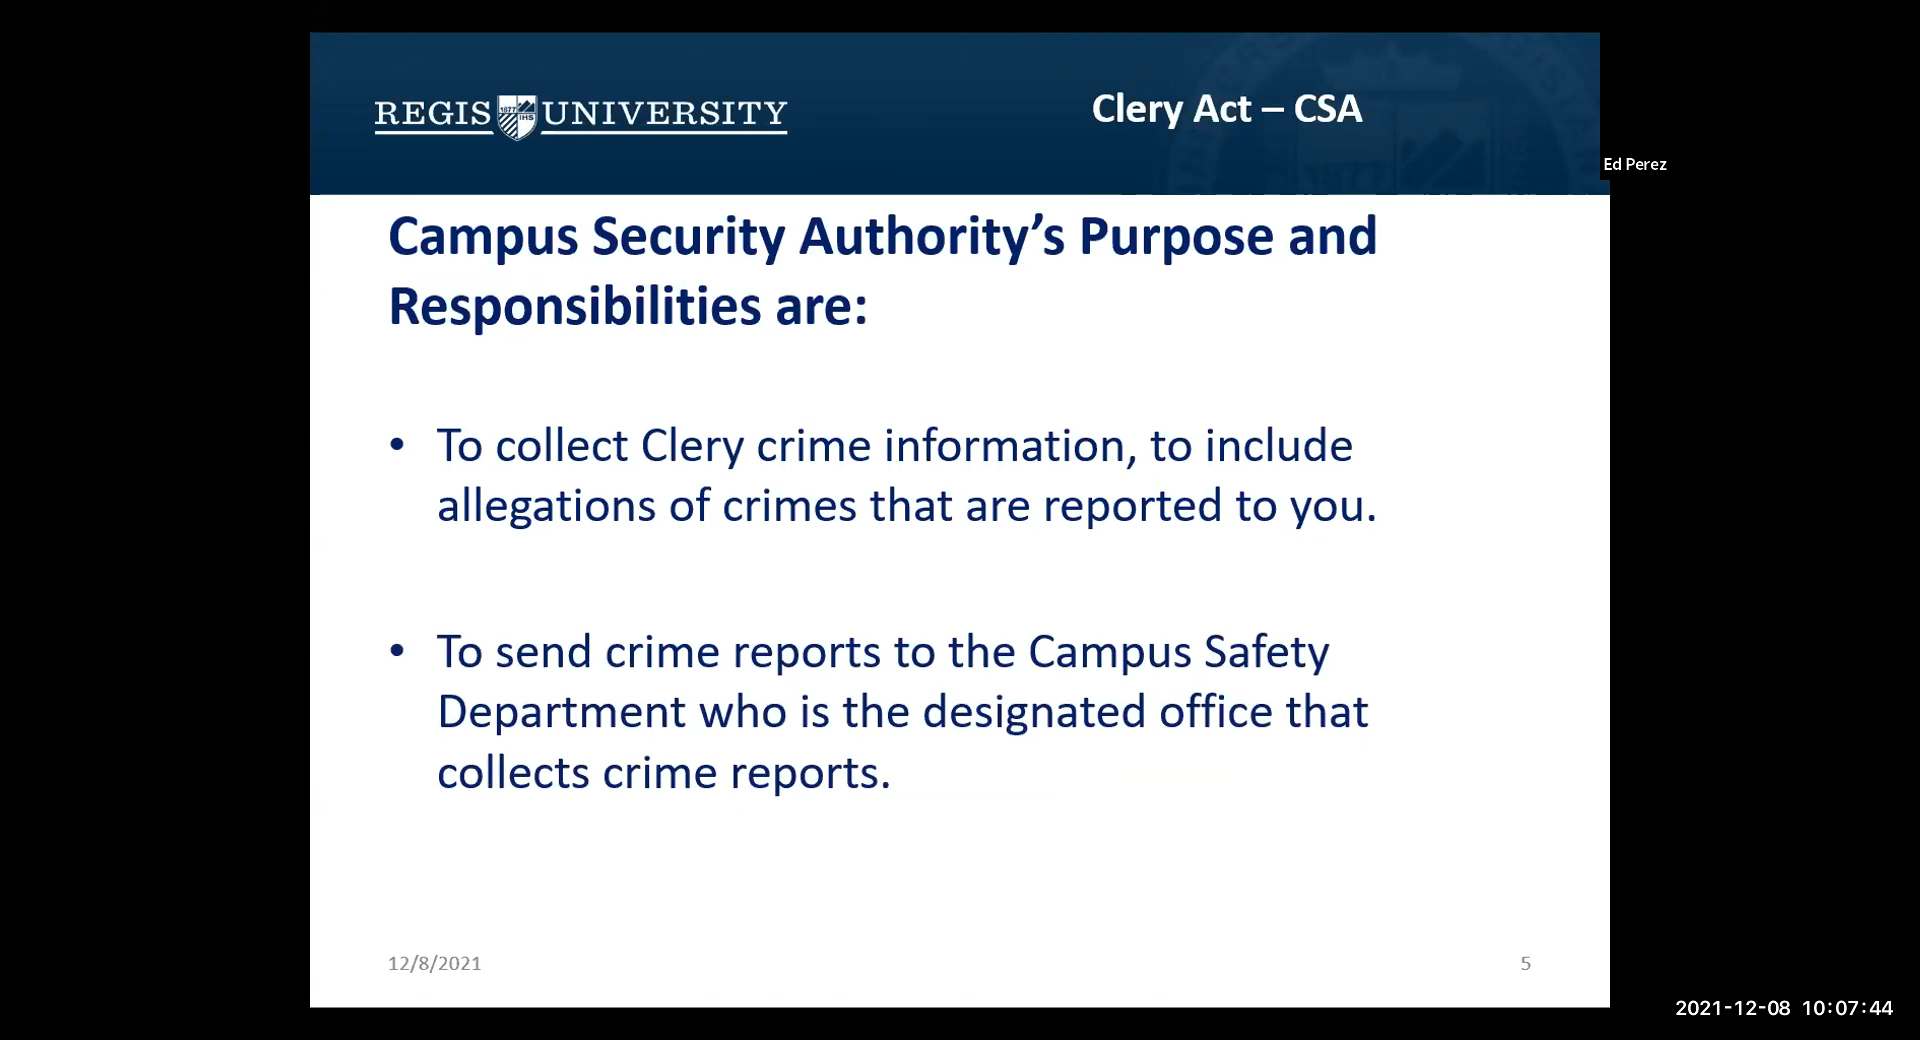 REGIS UNIVERSITY
1877
IHS
Clery Act – CSA
Ed Perez
Campus Security Authority’s Purpose and
Responsibilities are:
• To collect Clery crime information, to include
allegations of crimes that are reported to you.
• To send crime reports to the Campus Safety
Department who is the designated office that
collects crime reports.
12/8/2021
5
2021-12-08 10:07:44